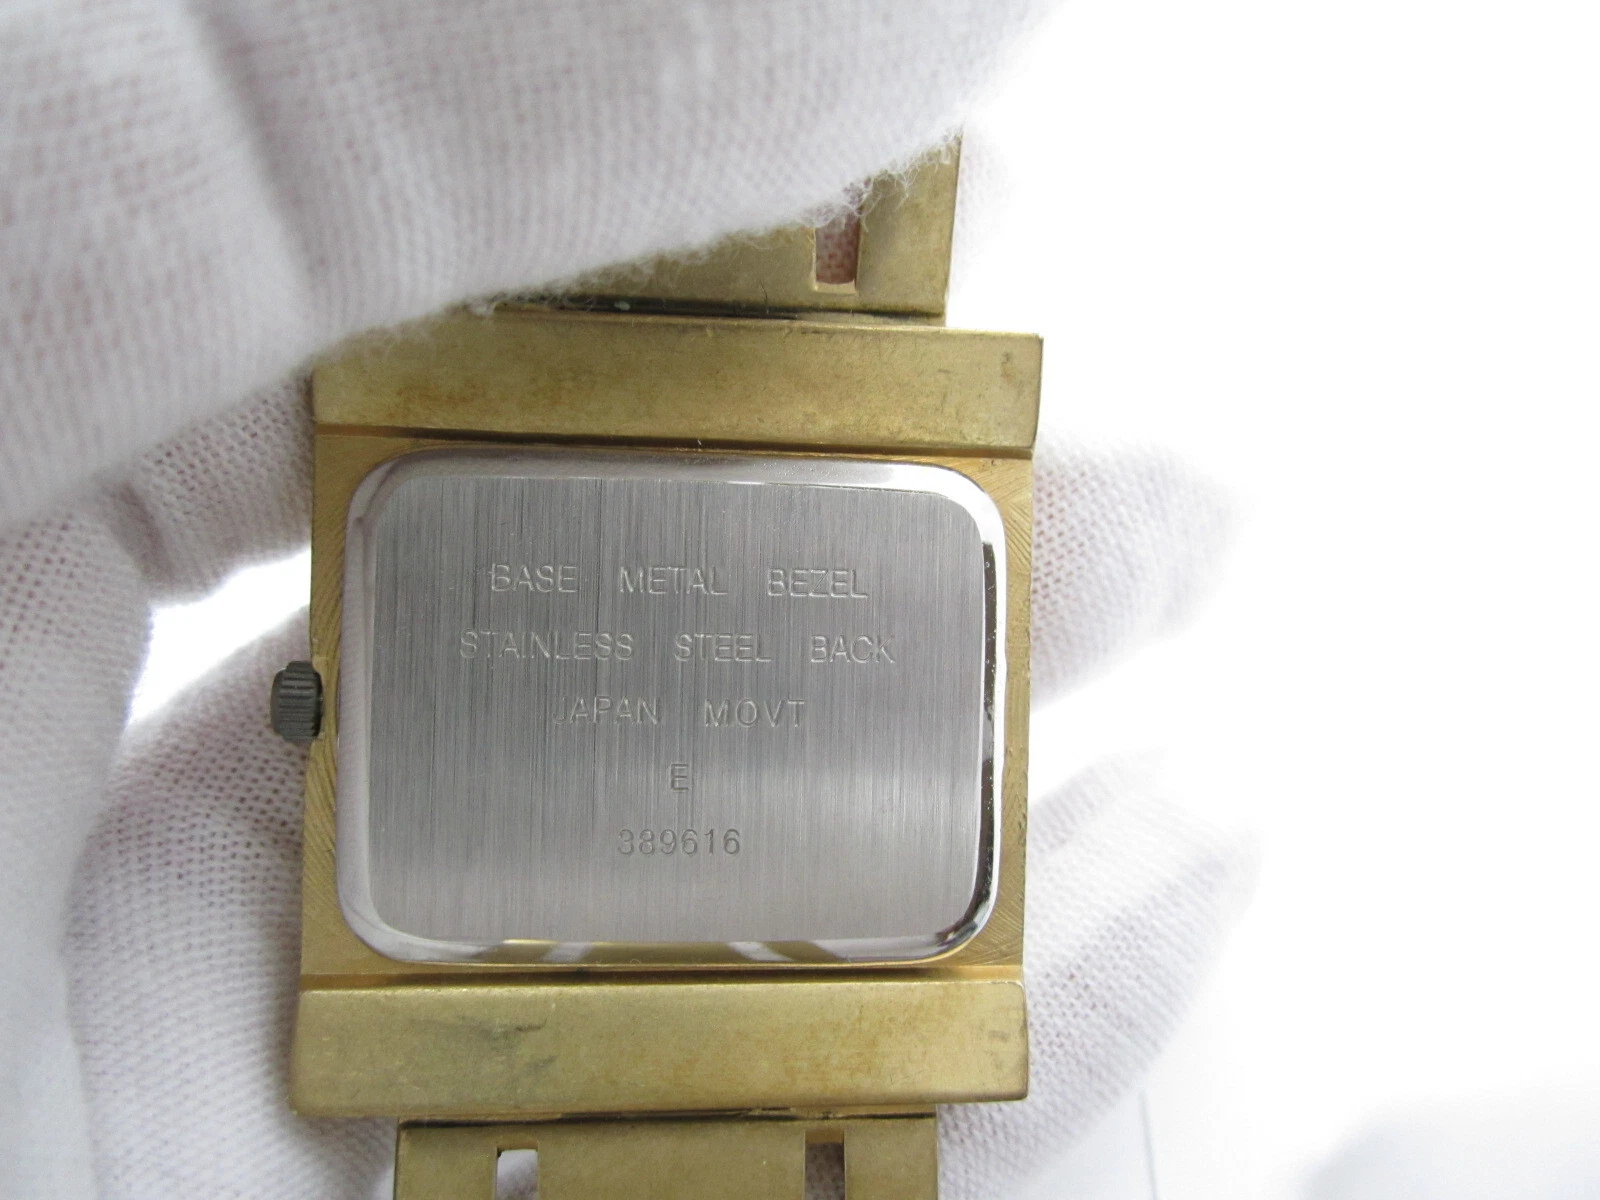 BASE METAL BEZEL
STAINLESS STEEL BACK
JAPAN MOVT
E
389616